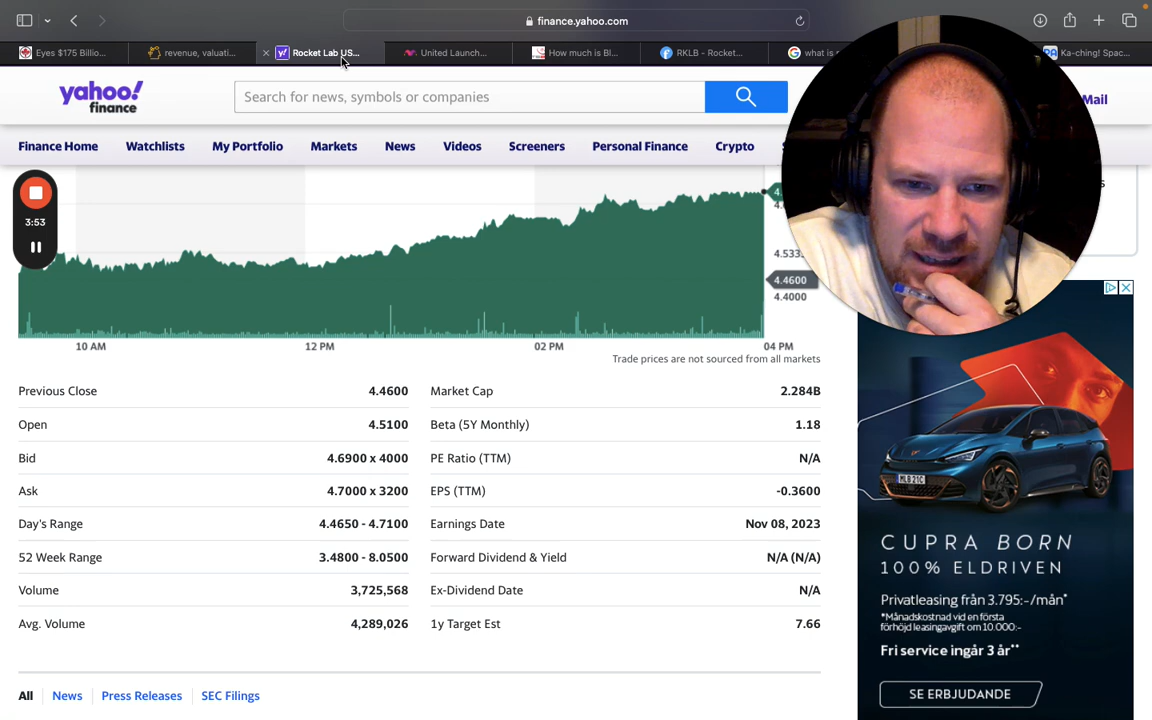 finance.yahoo.com
Eyes $175 Billio...
revenue, valuati...
Rocket Lab US...
United Launch...
How much is Bl...
RKLB - Rocket...
what is
Ka-ching! Spac...
yahoo!
finance
Search for news, symbols or companies
Mail
Finance Home Watchlists My Portfolio Markets News Videos Screeners Personal Finance Crypto
3:53
4.533
4.4600
4.4000
10 AM 12 PM 02 PM 04 PM
Trade prices are not sourced from all markets
Previous Close 4.4600
Open 4.5100
Bid 4.6900 x 4000
Ask 4.7000 x 3200
Day's Range 4.4650 - 4.7100
52 Week Range 3.4800 - 8.0500
Volume 3,725,568
Avg. Volume 4,289,026
Market Cap 2.284B
Beta (5Y Monthly) 1.18
PE Ratio (TTM) N/A
EPS (TTM) -0.3600
Earnings Date Nov 08, 2023
Forward Dividend & Yield N/A (N/A)
Ex-Dividend Date N/A
1y Target Est 7.66
All News Press Releases SEC Filings
CUPRA BORN
100% ELDRIVEN
Privatleasing från 3.795:-/mån*
*Månadskostnad vid en första
förhöjd leasingavgift om 10.000:-
Fri service ingår 3 år**
SE ERBJUDANDE